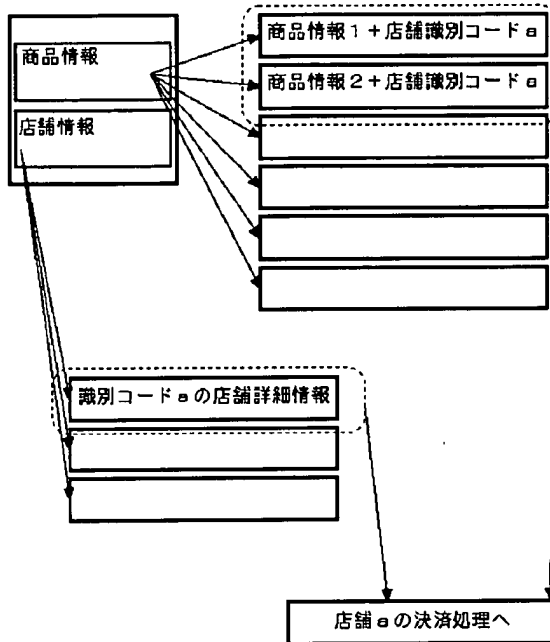 商品情報
店舗情報
商品情報1+店舗識別コードa
商品情報2+店舗識別コードa
識別コードaの店舗詳細情報
店舗aの決済処理へ